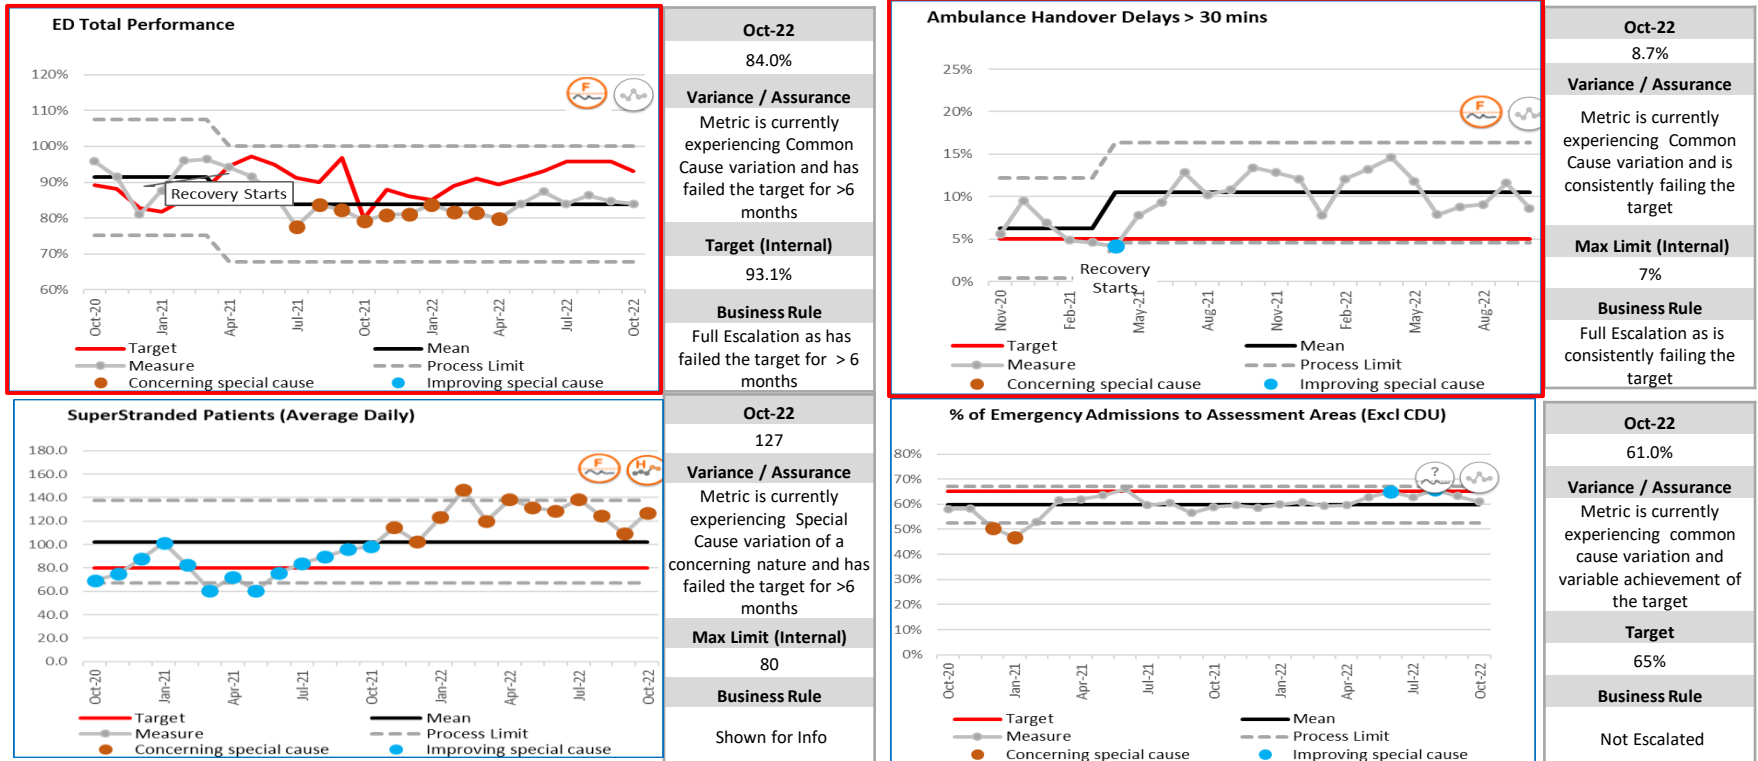 ED Total Performance
120%
110%
100%
90%
80%
70%
60%
F
Recovery Starts
Oct-20
Jan-21
Apr-21
Jul-21
Oct-21
Jan-22
Apr-22
Jul-22
Oct-22
Target
Mean
Measure
Process Limit
Concerning special cause
Improving special cause
Oct-22
84.0%
Variance / Assurance
Metric is currently
experiencing Common
Cause variation and has
failed the target for >6
months
Target (Internal)
93.1%
Business Rule
Full Escalation as has
failed the target for > 6
months
Ambulance Handover Delays > 30 mins
25%
20%
15%
10%
5%
0%
F
Recovery
Starts
Nov-20
Feb-21
May-21
Aug-21
Nov-21
Feb-22
May-22
Aug-22
Target
Mean
Measure
Process Limit
Concerning special cause
Improving special cause
Oct-22
8.7%
Variance / Assurance
Metric is currently
experiencing Common
Cause variation and is
consistently failing the
target
Max Limit (Internal)
7%
Business Rule
Full Escalation as is
consistently failing the
target
SuperStranded Patients (Average Daily)
180.0
160.0
140.0
120.0
100.0
80.0
60.0
40.0
20.0
0.0
F
H
Oct-20
Jan-21
Apr-21
Jul-21
Oct-21
Jan-22
Apr-22
Jul-22
Oct-22
Target
Mean
Measure
Process Limit
Concerning special cause
Improving special cause
Oct-22
127
Variance / Assurance
Metric is currently
experiencing Special
Cause variation of a
concerning nature and has
failed the target for >6
months
Max Limit (Internal)
80
Business Rule
Shown for Info
% of Emergency Admissions to Assessment Areas (Excl CDU)
80%
70%
60%
50%
40%
30%
20%
10%
0%
?
Oct-20
Jan-21
Apr-21
Jul-21
Oct-21
Jan-22
Apr-22
Jul-22
Oct-22
Target
Mean
Measure
Process Limit
Concerning special cause
Improving special cause
Oct-22
61.0%
Variance / Assurance
Metric is currently
experiencing common
cause variation and
variable achievement of
the target
Target
65%
Business Rule
Not Escalated